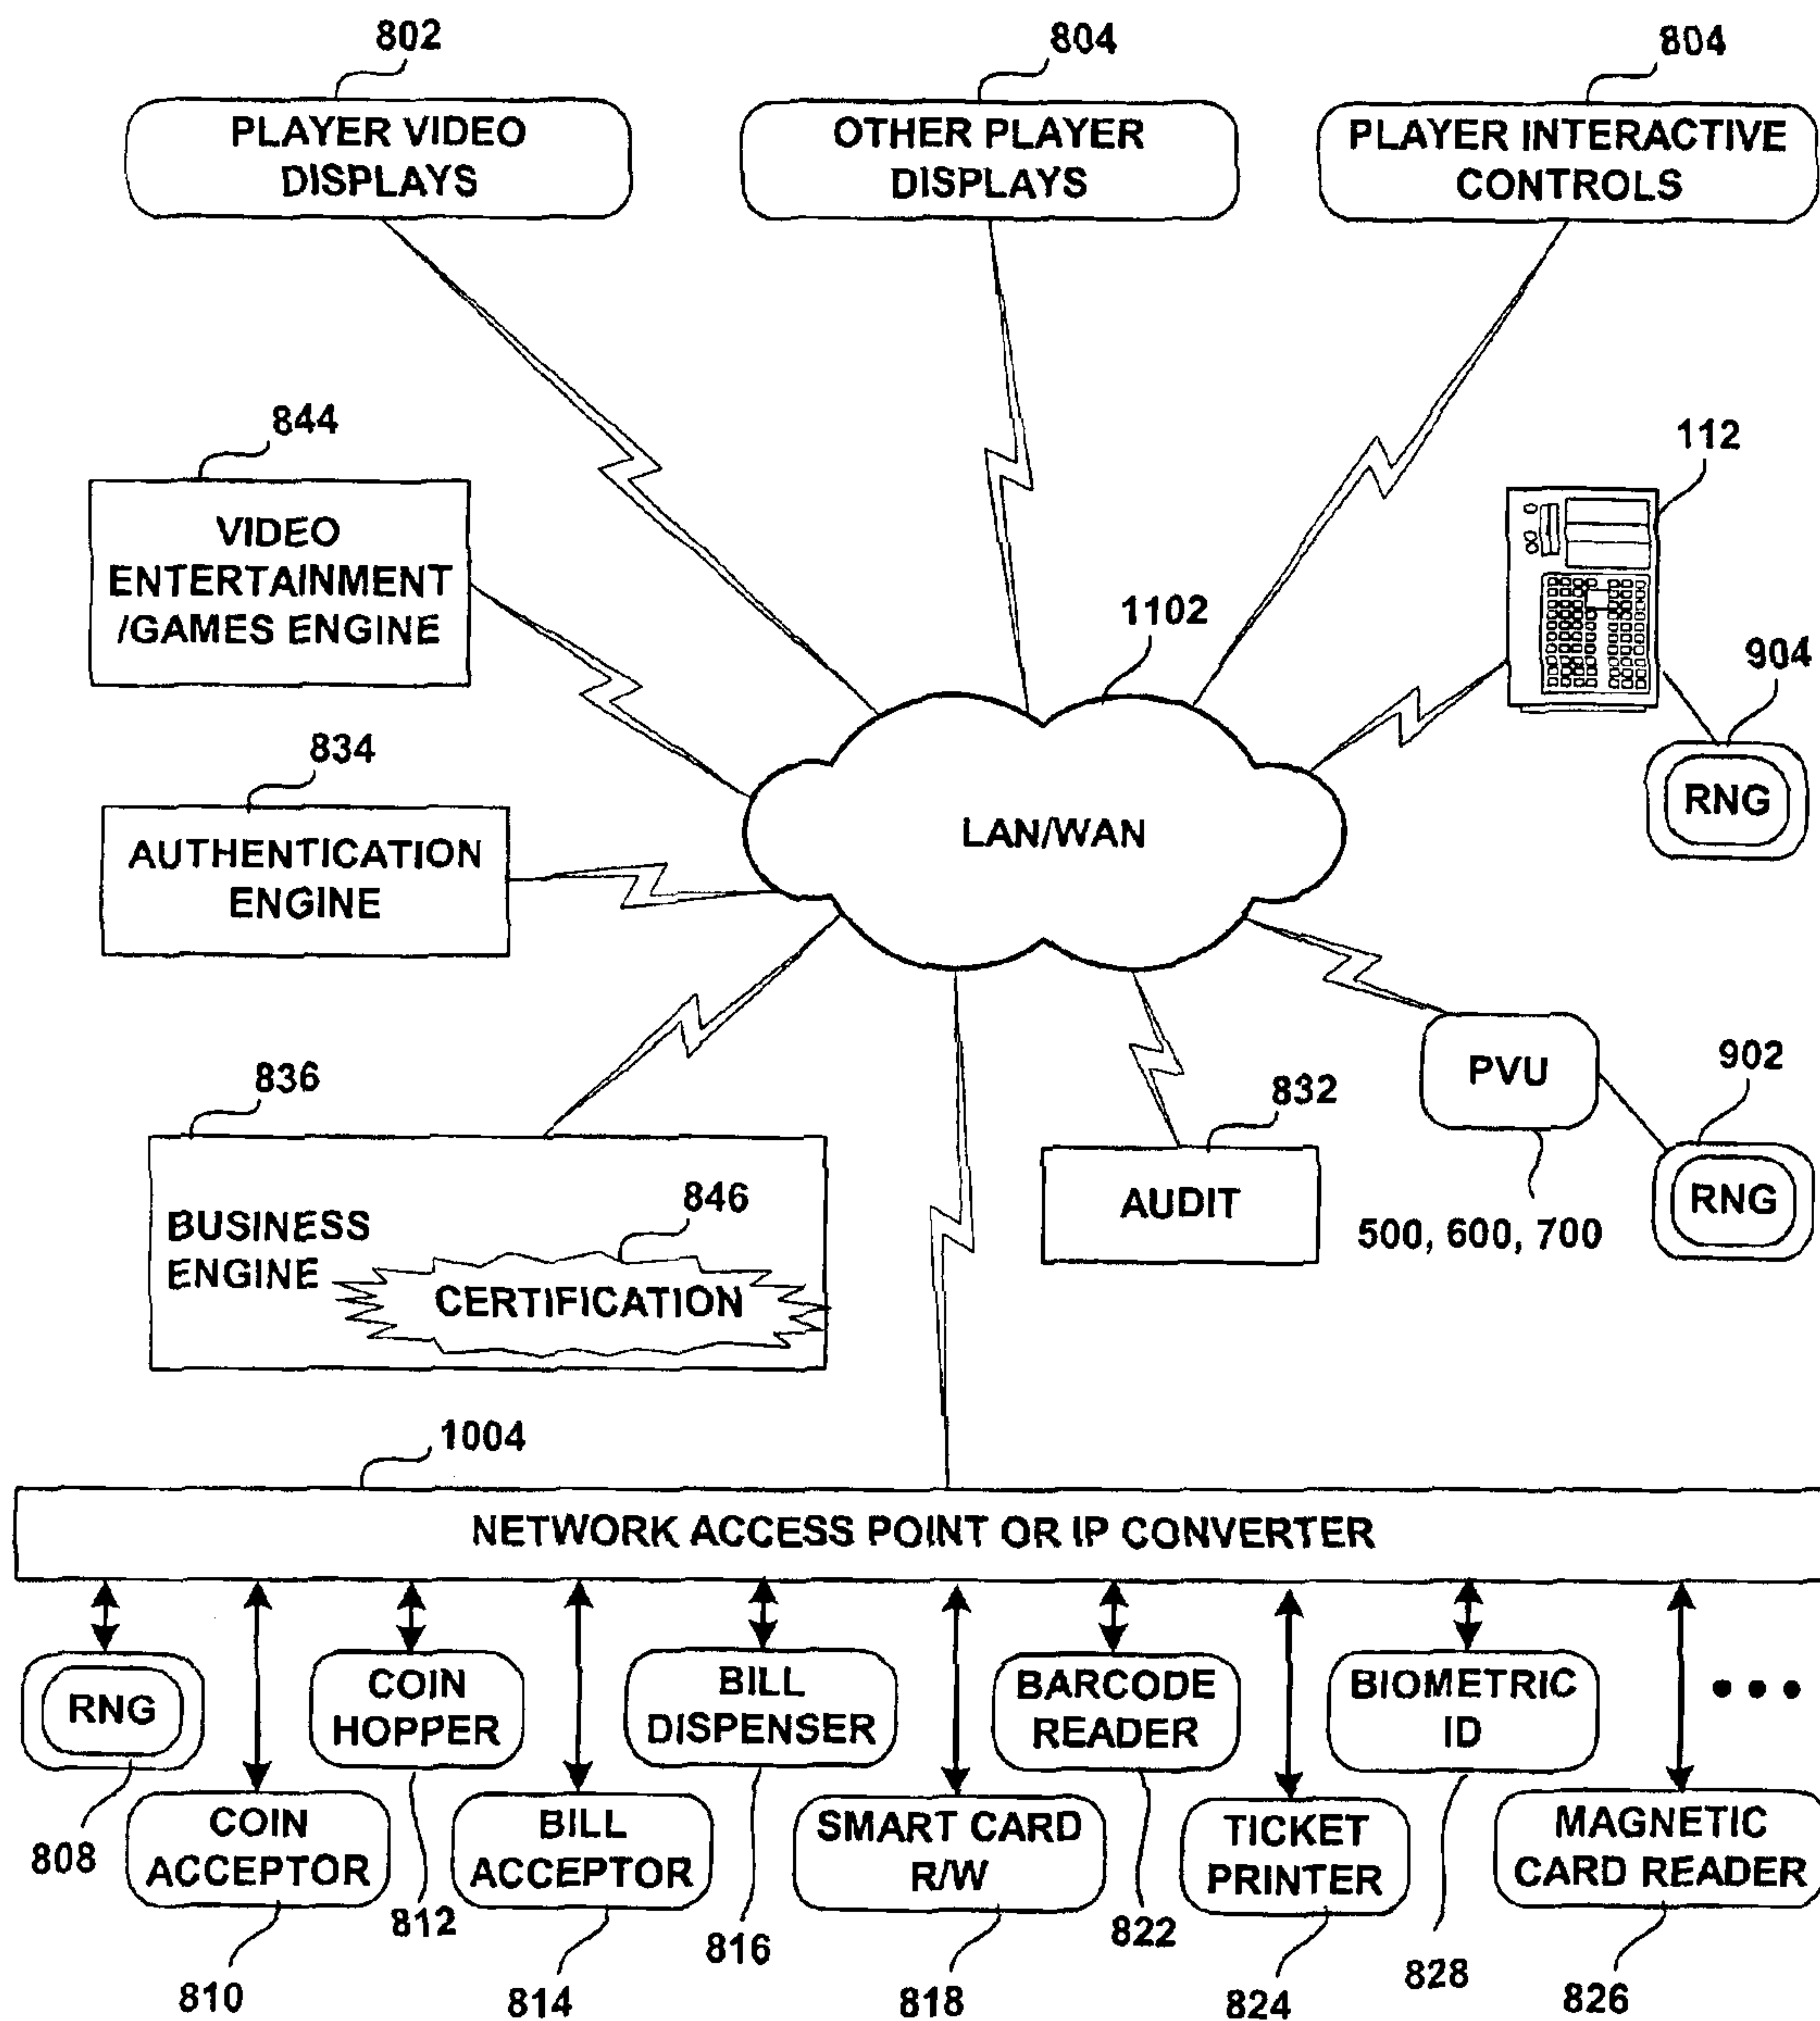 802
804
804
PLAYER VIDEO
DISPLAYS
OTHER PLAYER
DISPLAYS
PLAYER INTERACTIVE
CONTROLS
844
VIDEO
ENTERTAINMENT
/GAMES ENGINE
112
1102
904
RNG
834
AUTHENTICATION
ENGINE
LAN/WAN
836
BUSINESS
ENGINE
846
CERTIFICATION
832
AUDIT
PVU
500, 600, 700
902
RNG
1004
NETWORK ACCESS POINT OR IP CONVERTER
RNG
808
COIN
ACCEPTOR
810
COIN
HOPPER
812
BILL
ACCEPTOR
814
BILL
DISPENSER
816
SMART CARD
R/W
818
BARCODE
READER
822
TICKET
PRINTER
824
BIOMETRIC
ID
828
MAGNETIC
CARD READER
826